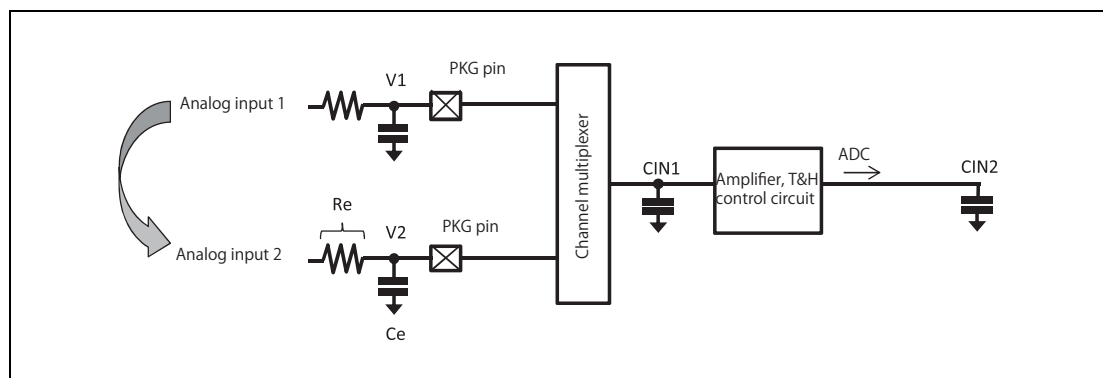 Analog input 1
V1
PKG pin
Re
Analog input 2
V2
PKG pin
Ce
Channel multiplexer
CIN1
Amplifier, T&H
control circuit
ADC
CIN2